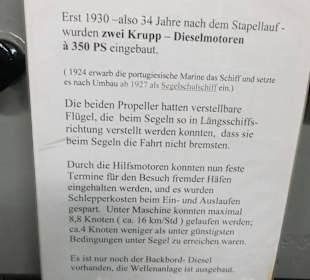 Erst 1930 –also 34 Jahre nach dem Stapellauf -
wurden zwei Krupp – Dieselmotoren
à 350 PS eingebaut.
( 1924 erwarb die portugiesische Marine das Schiff und setzte
es nach Umbau ab 1927 als Segelschulschiff ein.)
Die beiden Propeller hatten verstellbare
Flügel, die beim Segeln so in Längsschiffs-
richtung verstellt werden konnten, dass sie
beim Segeln die Fahrt nicht bremsten.
Durch die Hilfsmotoren konnten nun feste
Termine für den Besuch fremder Häfen
eingehalten werden, und es wurden
Schlepperkosten beim Ein- und Auslaufen
gespart. Unter Maschine konnten maximal
8,8 Knoten ( ca. 16 km/Std ) gelaufen werden;
ca.4 Knoten weniger als unter günstigsten
Bedingungen unter Segel zu erreichen waren.
Es ist nur noch der Backbord- Diesel
vorhanden, die Wellenanlage ist ausgebaut.